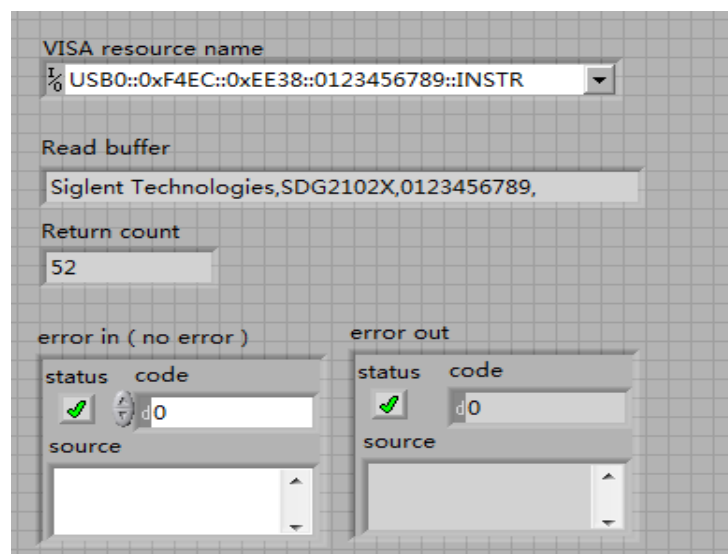 VISA resource name
I/O USB0::0xF4EC::0xEE38::0123456789::INSTR
Read buffer
Siglent Technologies,SDG2102X,0123456789,
Return count
52
error in ( no error )
error out
status code
d 0
source
status code
d 0
source